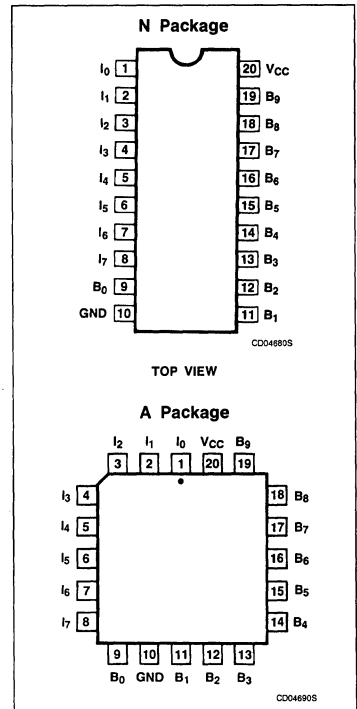 N Package
I0 1 20 VCC
I1 2 19 B9
I2 3 18 B8
I3 4 17 B7
I4 5 16 B6
I5 6 15 B5
I6 7 14 B4
I7 8 13 B3
B0 9 12 B2
GND 10 11 B1
CD04680S
TOP VIEW
A Package
I2 I1 I0 VCC B9
3 2 1 20 19
I3 4 18 B8
I4 5 17 B7
I5 6 16 B6
I6 7 15 B5
I7 8 14 B4
9 10 11 12 13
B0 GND B1 B2 B3
CD04690S